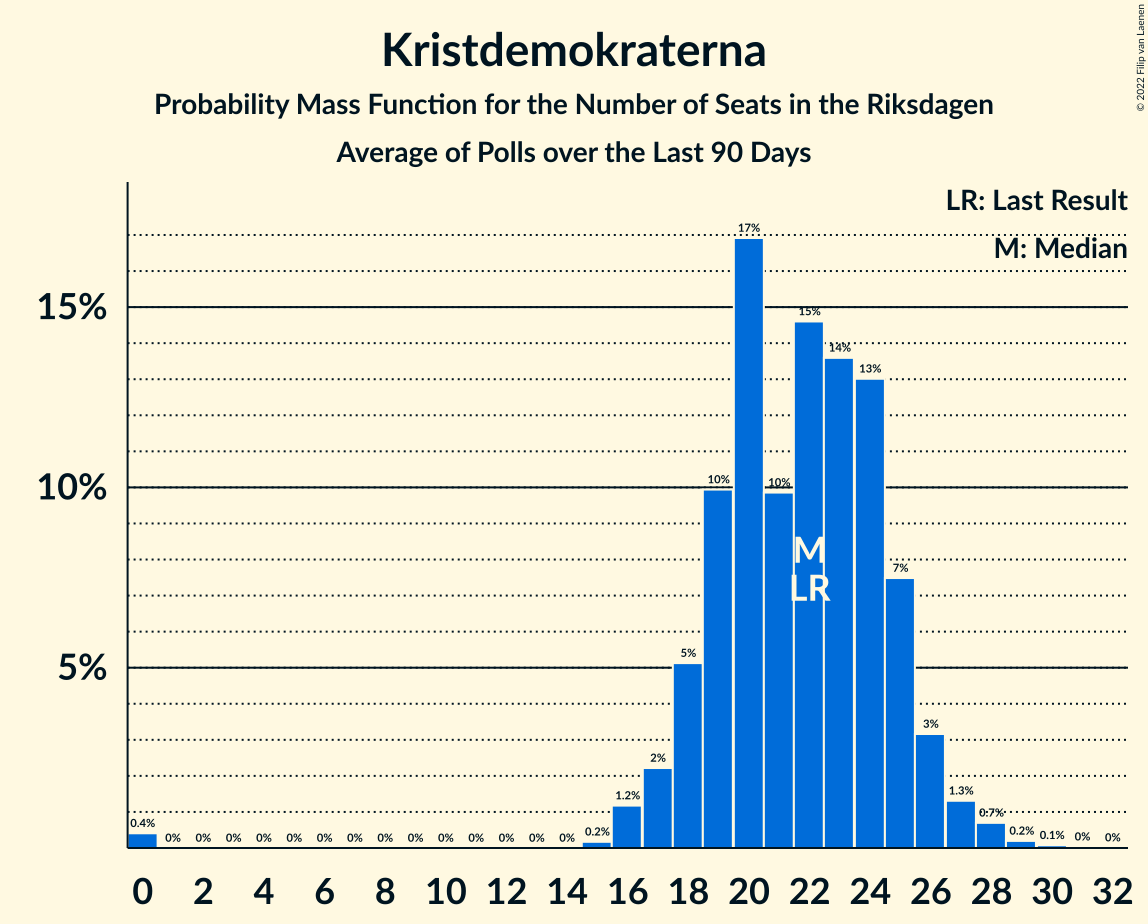 Kristdemokraterna
Probability Mass Function for the Number of Seats in the Riksdagen
Average of Polls over the Last 90 Days
© 2022 Filip van Laenen
LR: Last Result
M: Median
15%
10%
5%
0.4% 0% 0% 0% 0% 0% 0% 0% 0% 0% 0% 0% 0% 0% 0% 0.2% 1.2% 2% 5% 10% 17% 10% 15% 14% 13% 7% 3% 1.3% 0.7% 0.2% 0.1% 0% 0%
M
LR
0 2 4 6 8 10 12 14 16 18 20 22 24 26 28 30 32